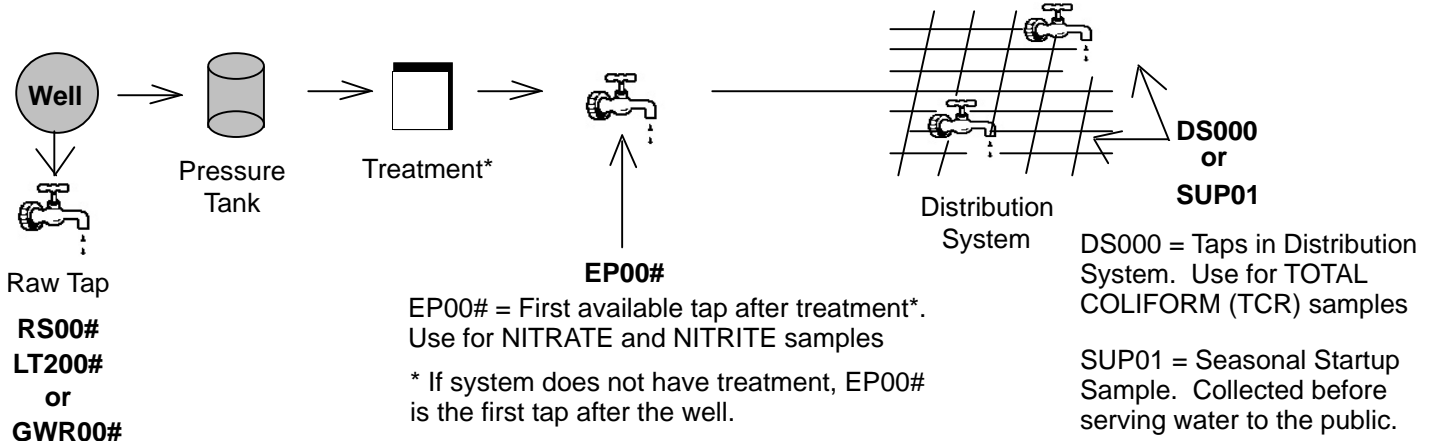 Well
Pressure
Tank
Treatment*
Raw Tap
RS00#
LT200#
or
GWR00#
EP00#
EP00# = First available tap after treatment*.
Use for NITRATE and NITRITE samples
* If system does not have treatment, EP00#
is the first tap after the well.
Distribution
System
DS000
or
SUP01
DS000 = Taps in Distribution
System.  Use for TOTAL
COLIFORM (TCR) samples
SUP01 = Seasonal Startup
Sample.  Collected before
serving water to the public.